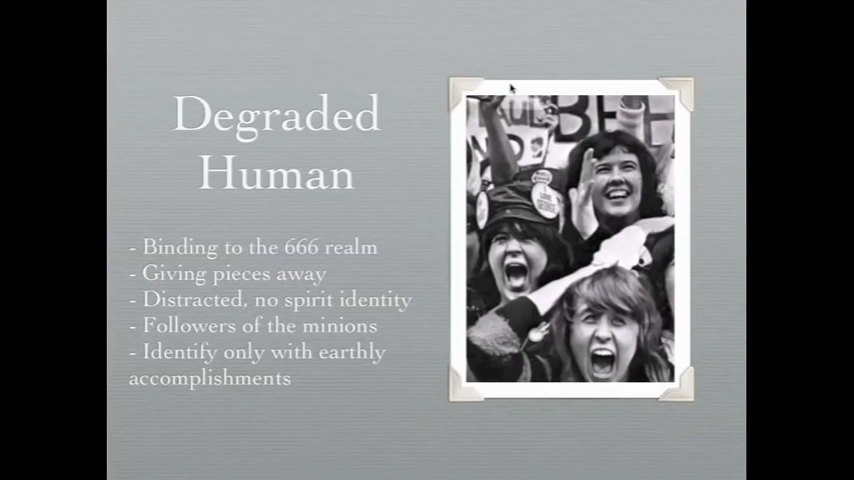 Degraded
Human
- Binding to the 666 realm
- Giving pieces away
- Distracted, no spirit identity
- Followers of the minions
- Identify only with earthly
accomplishments